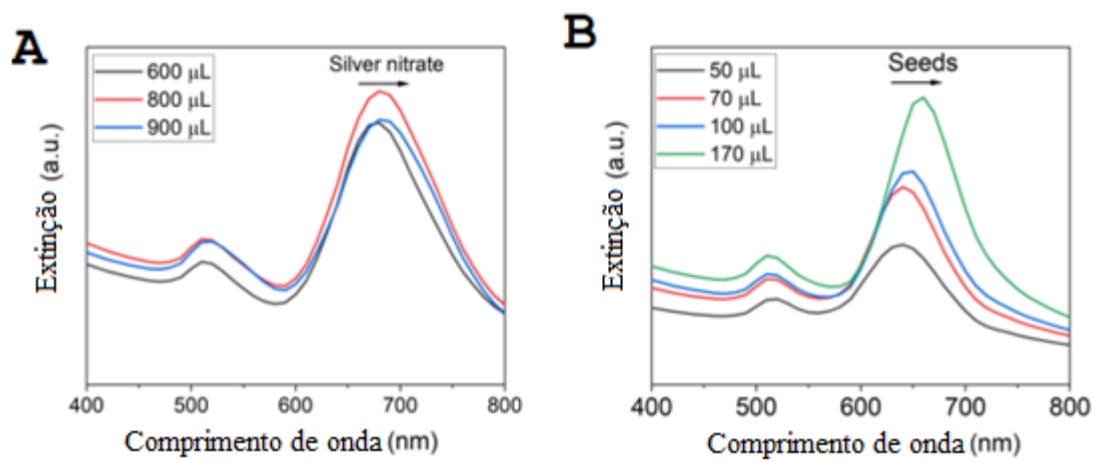 A
Silver nitrate
600 µL
800 µL
900 µL
Extinção (a.u.)
400 500 600 700 800
Comprimento de onda (nm)
B
Seeds
50 µL
70 µL
100 µL
170 µL
Extinção (a.u.)
400 500 600 700 800
Comprimento de onda (nm)